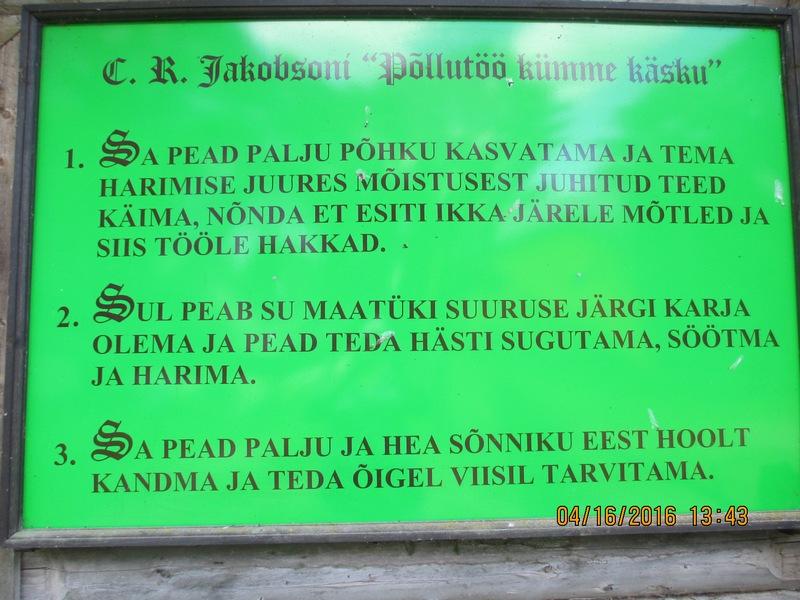 C. R. Jakobsoni "Põllutöö kümme käsku"
1. SA PEAD PALJU PÕHKU KASVATAMA JA TEMA
HARIMISE JUURES MÕISTUSEST JUHITUD TEED
KÄIMA, NÕNDA ET ESITI IKKA JÄRELE MÕTLED JA
SIIS TÖÖLE HAKKAD.
2. SUL PEAB SU MAATÜKI SUURUSE JÄRGI KARJA
OLEMA JA PEAD TEDA HÄSTI SUGUTAMA, SÖÖTMA
JA HARIMA.
3. SA PEAD PALJU JA HEA SÕNNIKU EEST HOOLT
KANDMA JA TEDA ÕIGEL VIISIL TARVITAMA.
04/16/2016 13:43